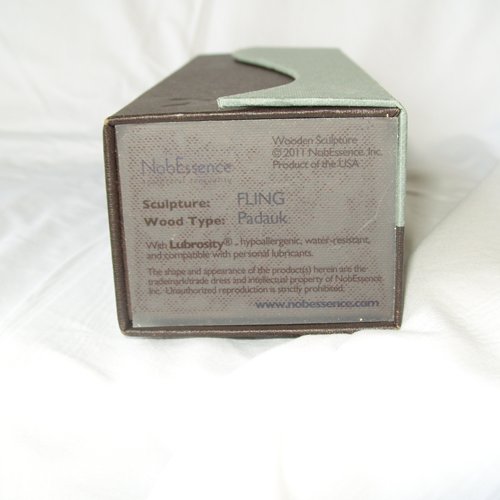 NobEssence
Wooden Sculpture
© 2011 NobEssence, Inc.
Product of the USA
Sculpture: FLING
Wood Type: Padauk
With Lubrosity®, hypoallergenic, water-resistant,
and compatible with personal lubricants.
The shape and appearance of the product(s) herein are the
trademark/trade dress and intellectual property of NobEssence
Inc. Unauthorized reproduction is strictly prohibited.
www.nobessence.com